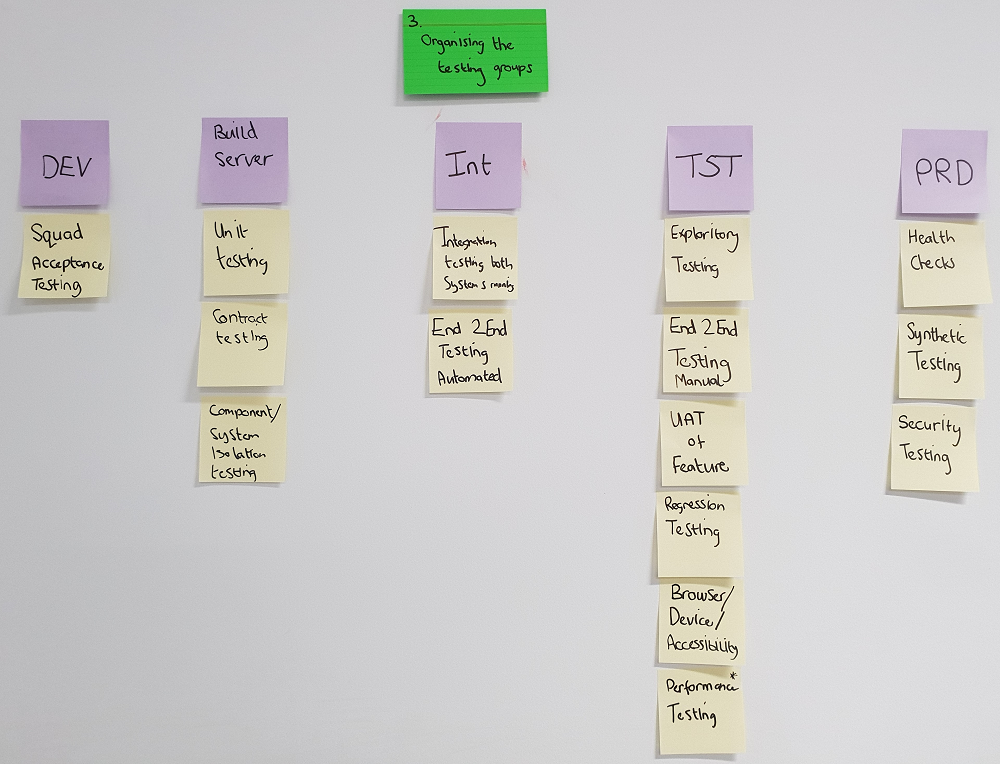 3.
Organising the
testing groups
DEV
Squad
Acceptance
Testing
Build
Server
Unit
testing
Contract
testing
Component/
System
Isolation
testing
Int
Integration
testing both
Systems
End 2 End
Testing
Automated
TST
Exploritory
Testing
End 2 End
Testing
Manual
UAT
of
Feature
Regression
Testing
Browser/
Device/
Accessibility
Performance*
Testing
PRD
Health
Checks
Synthetic
Testing
Security
Testing